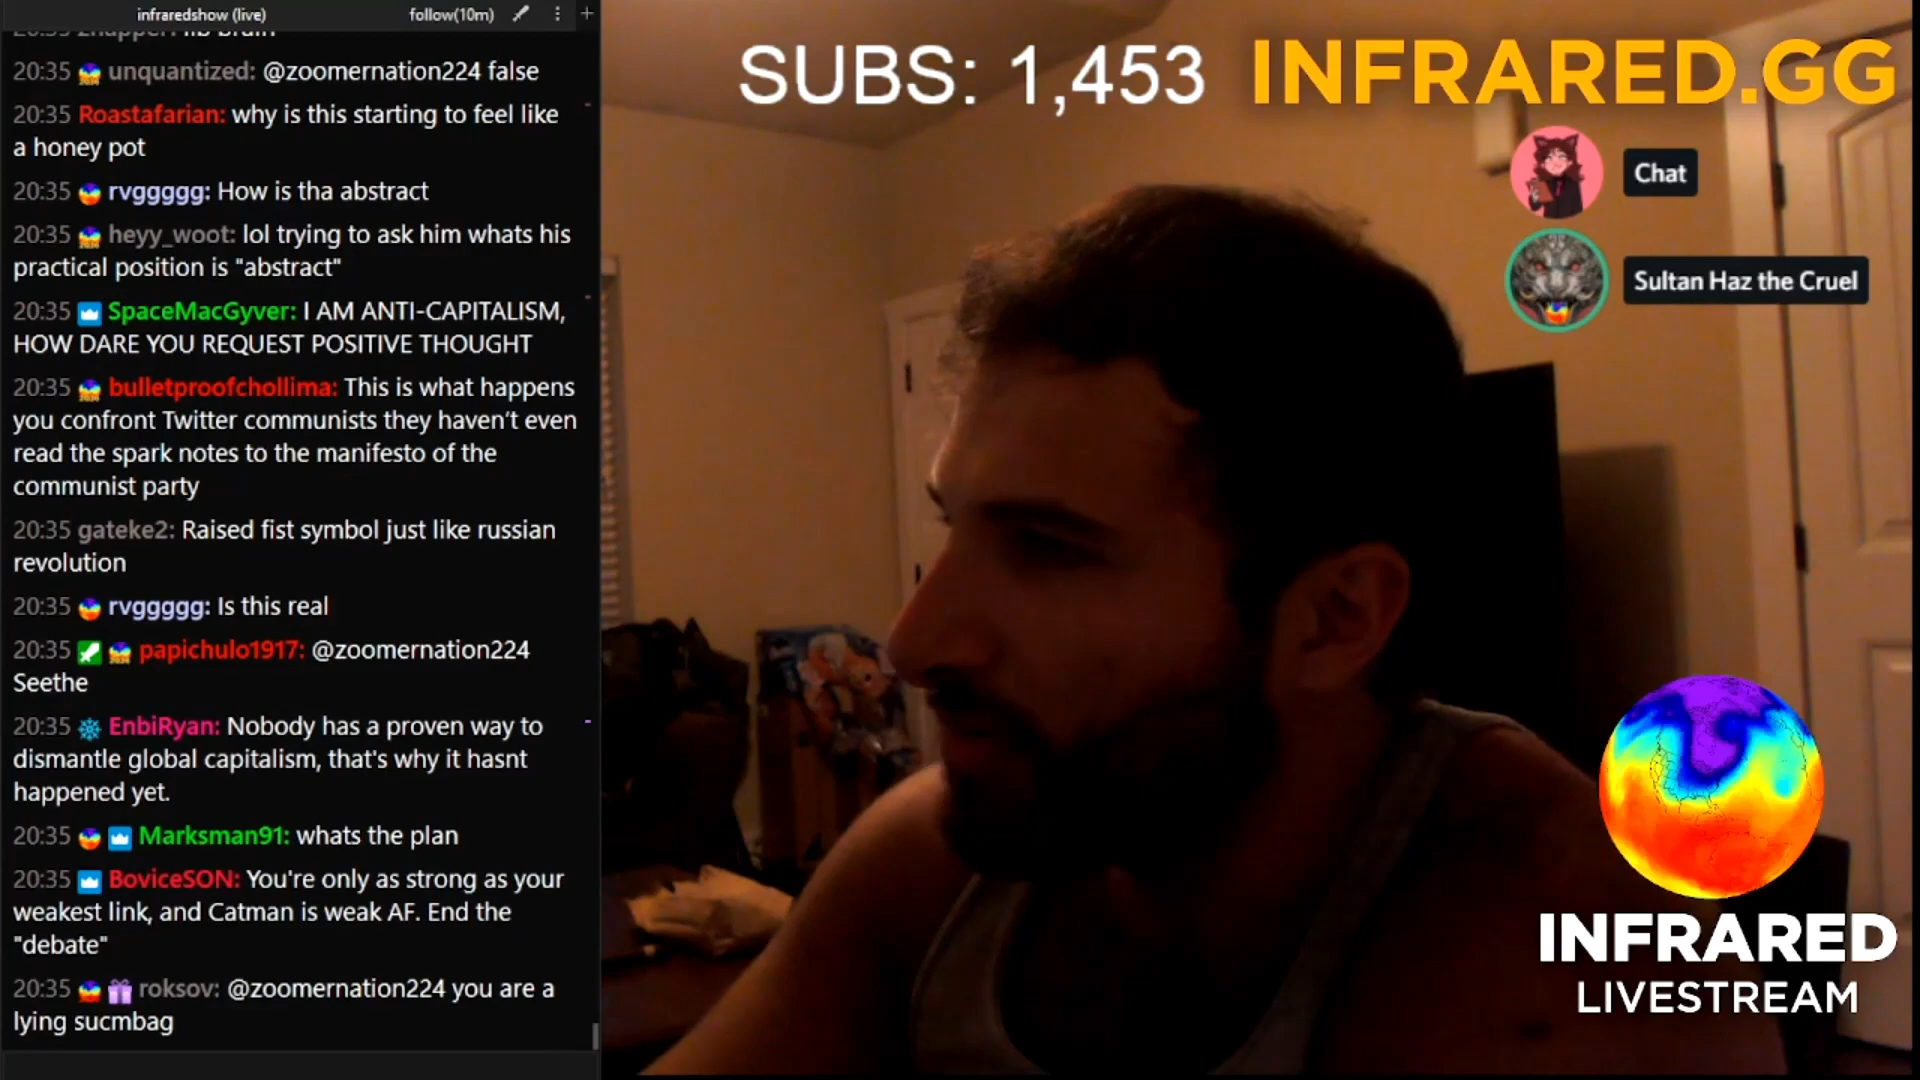 infraredshow (live)
follow(10m)
20:35 unquantized: @zoomernation224 false
20:35 Roastafarian: why is this starting to feel like
a honey pot
20:35 rvggggg: How is tha abstract
20:35 heyy_woot: lol trying to ask him whats his
practical position is "abstract"
20:35 SpaceMacGyver: I AM ANTI-CAPITALISM,
HOW DARE YOU REQUEST POSITIVE THOUGHT
20:35 bulletproofchollima: This is what happens
you confront Twitter communists they haven’t even
read the spark notes to the manifesto of the
communist party
20:35 gateke2: Raised fist symbol just like russian
revolution
20:35 rvggggg: Is this real
20:35 papichulo1917: @zoomernation224
Seethe
20:35 EnbiRyan: Nobody has a proven way to
dismantle global capitalism, that's why it hasnt
happened yet.
20:35 Marksman91: whats the plan
20:35 BoviceSON: You're only as strong as your
weakest link, and Catman is weak AF. End the
"debate"
20:35 roksov: @zoomernation224 you are a
lying sucmbag
SUBS: 1,453
INFRARED.GG
Chat
Sultan Haz the Cruel
INFRARED
LIVESTREAM